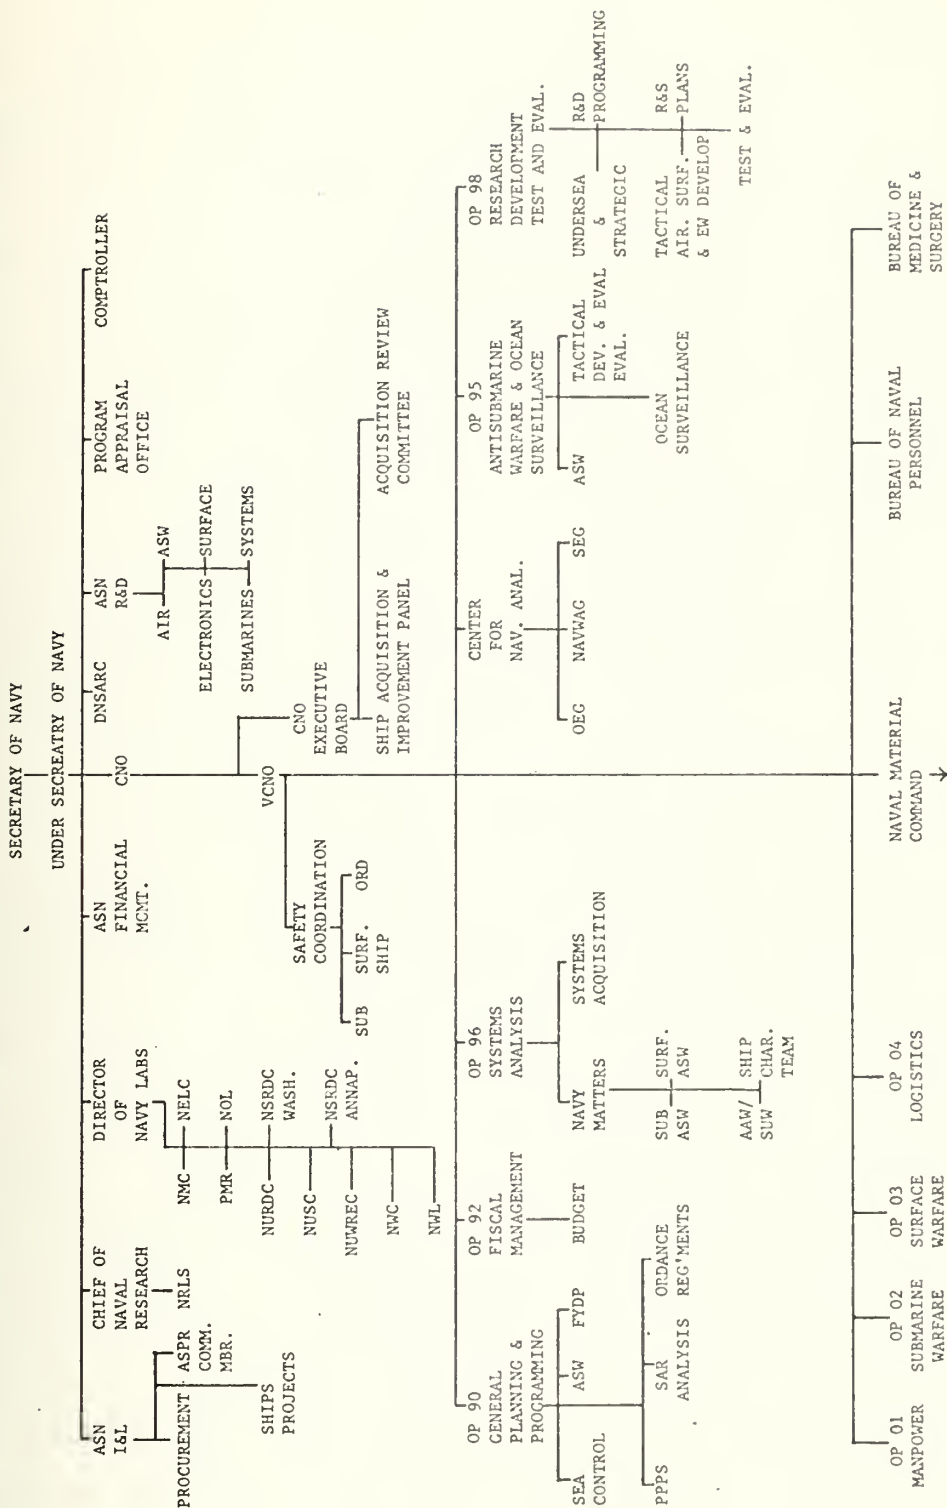 SECRETARY OF NAVY
UNDER SECREATRY OF NAVY
ASN
I&L
PROCUREMENT
ASPR
COMM.
MBR.
SHIPS
PROJECTS
CHIEF OF
NAVAL
RESEARCH
NRLS
DIRECTOR
OF
NAVY LABS
NMC
NELC
PMR
NOL
NURDC
NSRDC
WASH.
NUSC
NSRDC
ANNAP.
NUWREC
NWC
NWL
ASN
FINANCIAL
MCMT.
CNO
DNSARC
ASN
R&D
AIR
ASW
ELECTRONICS
SURFACE
SUBMARINES
SYSTEMS
PROGRAM
APPRAISAL
OFFICE
COMPTROLLER
VCNO
CNO
EXECUTIVE
BOARD
SHIP ACQUISITION &
IMPROVEMENT PANEL
ACQUISITION REVIEW
COMMITTEE
SAFETY
COORDINATION
SUB
SURF.
SHIP
ORD
OP 90
GENERAL
PLANNING &
PROGRAMMING
SEA
CONTROL
ASW
FYDP
PPPS
SAR
ANALYSIS
ORDANCE
REG'MENTS
OP 92
FISCAL
MANAGEMENT
BUDGET
OP 96
SYSTEMS
ANALYSIS
NAVY
MATTERS
SYSTEMS
ACQUISITION
SUB
ASW
SURF.
ASW
AAW/
SUW
SHIP
CHAR.
TEAM
CENTER
FOR
NAV. ANAL.
OEG
NAVWAG
SEG
OP 95
ANTISUBMARINE
WARFARE & OCEAN
SURVEILLANCE
ASW
TACTICAL
DEV. & EVAL
EVAL.
OCEAN
SURVEILLANCE
OP 98
RESEARCH
DEVELOPMENT
TEST AND EVAL.
UNDERSEA
&
STRATEGIC
R&D
PROGRAMMING
TACTICAL
AIR. SURF.
& EW DEVELOP
R&S
PLANS
TEST & EVAL.
OP 01
MANPOWER
OP 02
SUBMARINE
WARFARE
OP 03
SURFACE
WARFARE
OP 04
LOGISTICS
NAVAL MATERIAL
COMMAND
BUREAU OF NAVAL
PERSONNEL
BUREAU OF
MEDICINE &
SURGERY